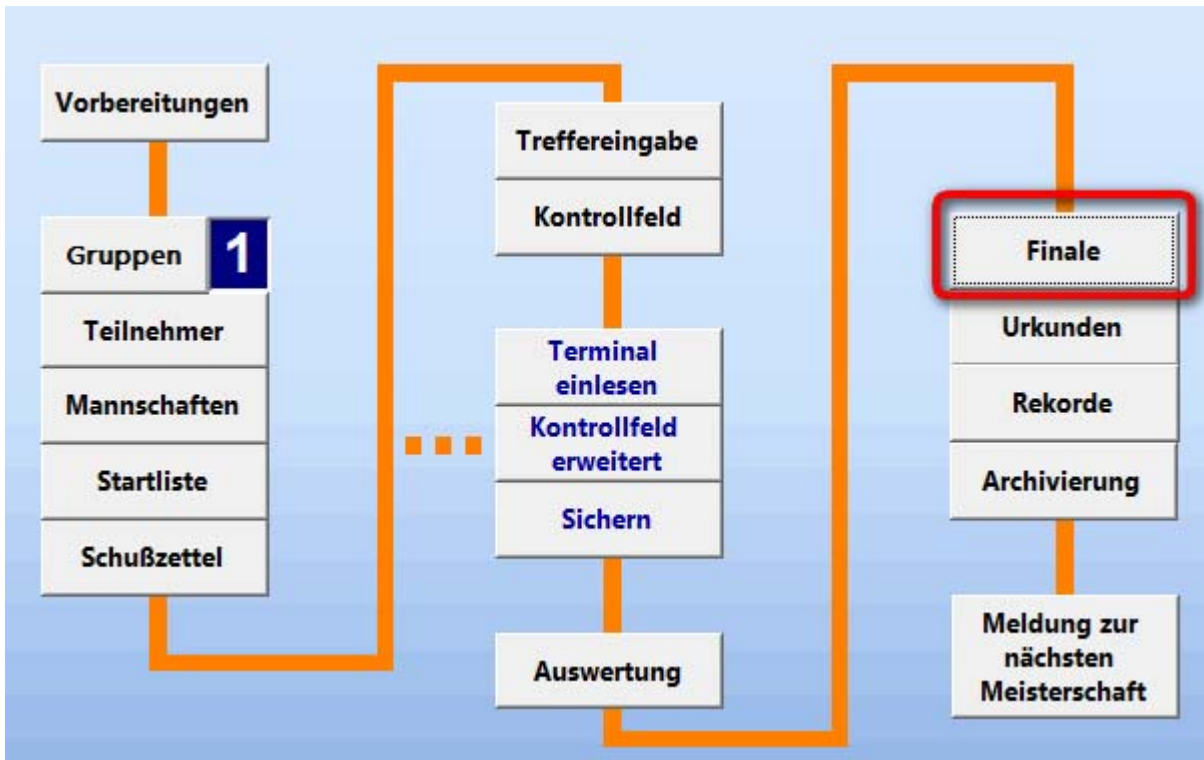 Vorbereitungen
Gruppen 1
Teilnehmer
Mannschaften
Startliste
Schußzettel
Treffereingabe
Kontrollfeld
Terminal
einlesen
Kontrollfeld
erweitert
Sichern
Auswertung
Finale
Urkunden
Rekorde
Archivierung
Meldung zur
nächsten
Meisterschaft